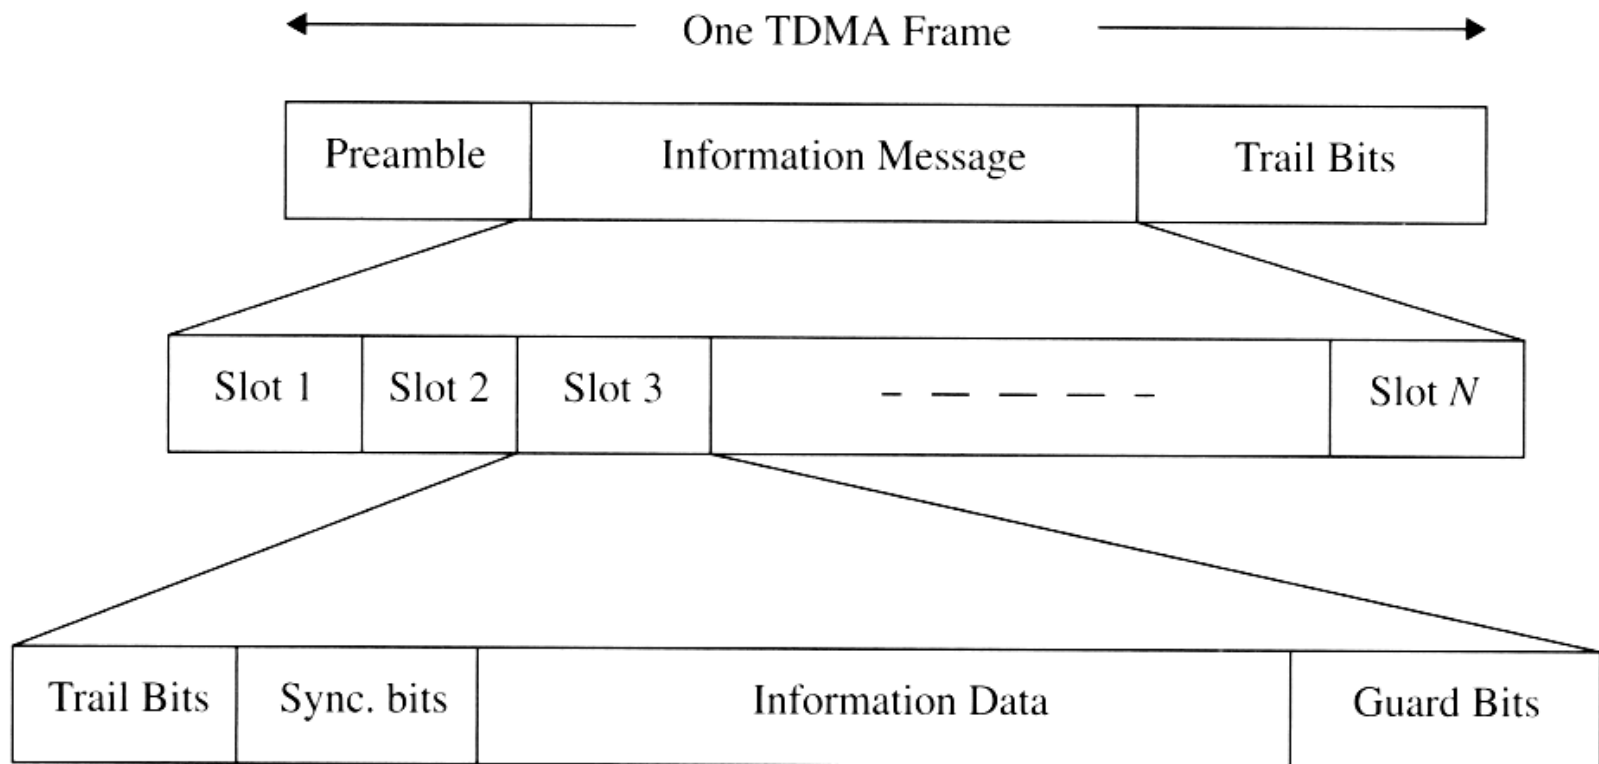 One TDMA Frame
Preamble Information Message Trail Bits
Slot 1 Slot 2 Slot 3 Slot N
Trail Bits Sync. bits Information Data Guard Bits